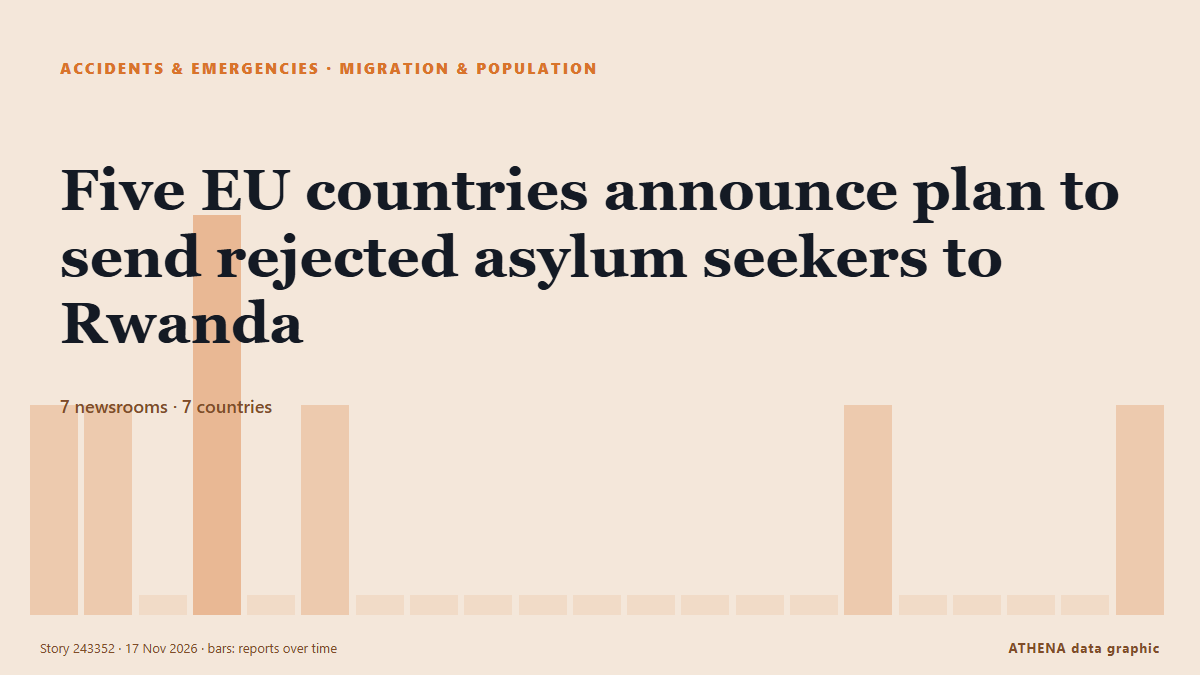 ACCIDENTS & EMERGENCIES · MIGRATION & POPULATION
Five EU countries announce plan to
send rejected asylum seekers to
Rwanda
7 newsrooms · 7 countries
Story 243352 · 17 Nov 2026 · bars: reports over time
ATHENA data graphic